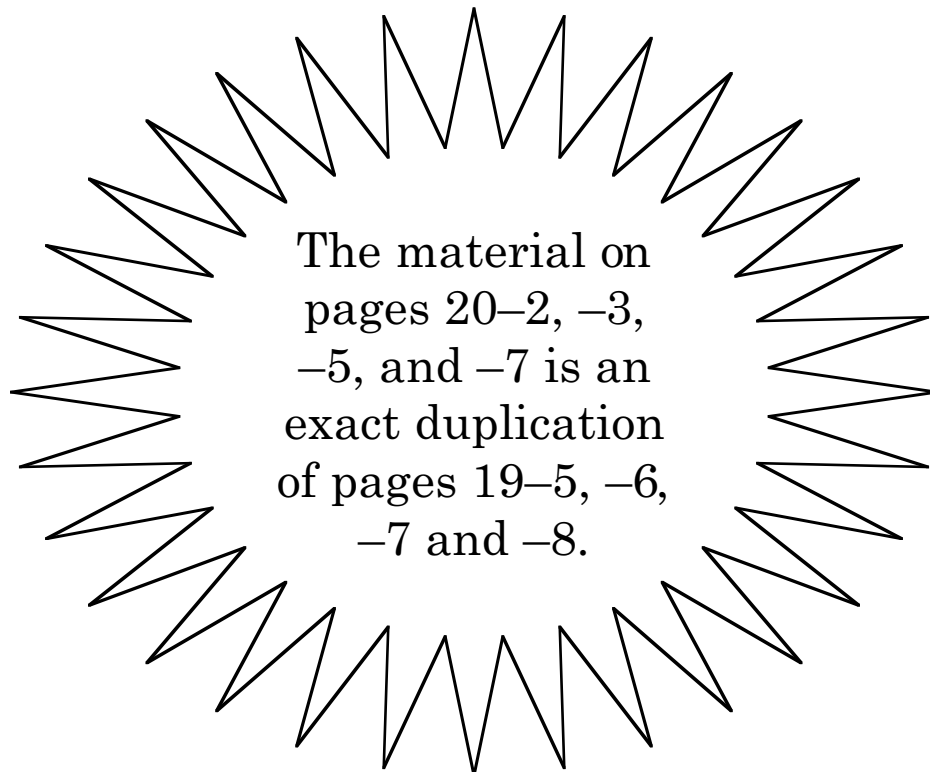 The material on
pages 20–2, –3,
–5, and –7 is an
exact duplication
of pages 19–5, –6,
–7 and –8.